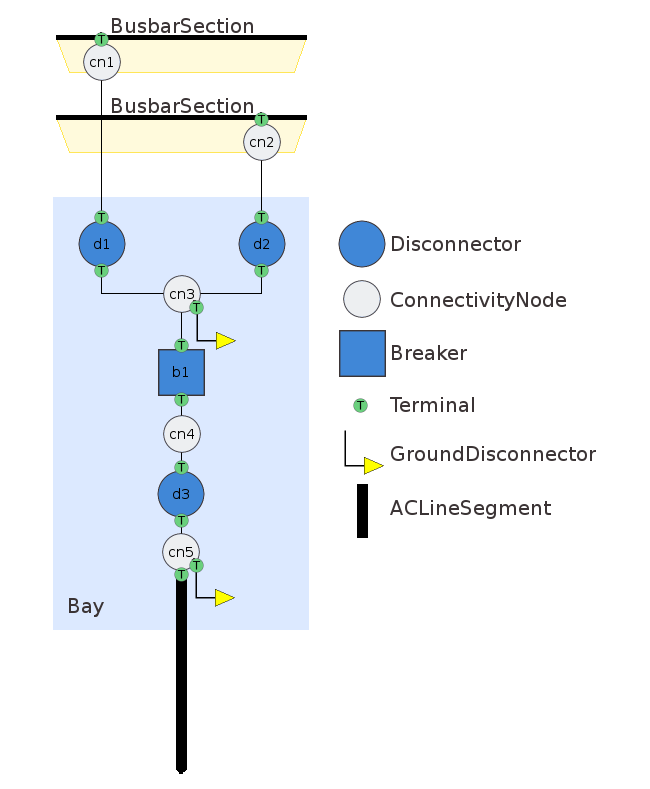 BusbarSection
T
cn1
BusbarSection
T
cn2
T
T
d1
d2
Disconnector
T
T
cn3
ConnectivityNode
T
T
b1
Breaker
T
T
Terminal
cn4
GroundDisconnector
T
d3
ACLineSegment
T
cn5
T
T
Bay